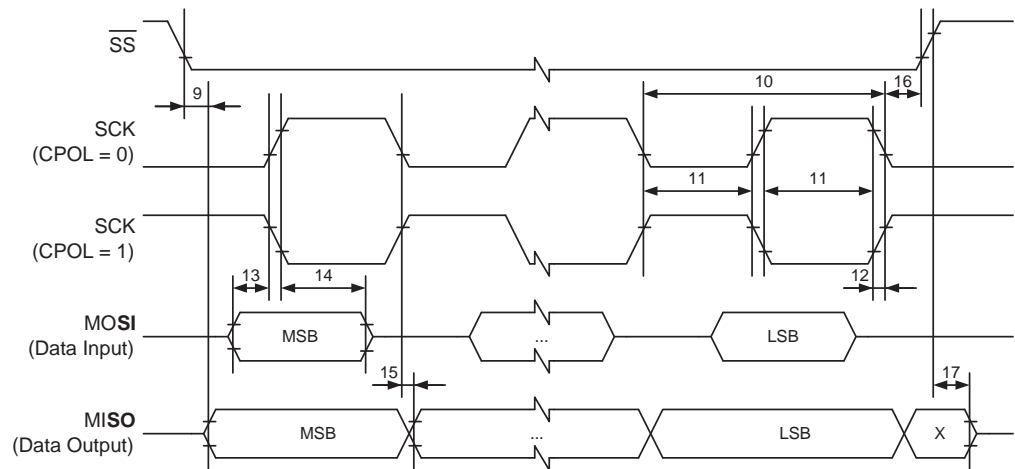 SS
10
16
9
SCK
(CPOL = 0)
11
11
SCK
(CPOL = 1)
12
13
14
MOSI
(Data Input)
MSB
...
LSB
15
17
MISO
(Data Output)
MSB
...
LSB
X